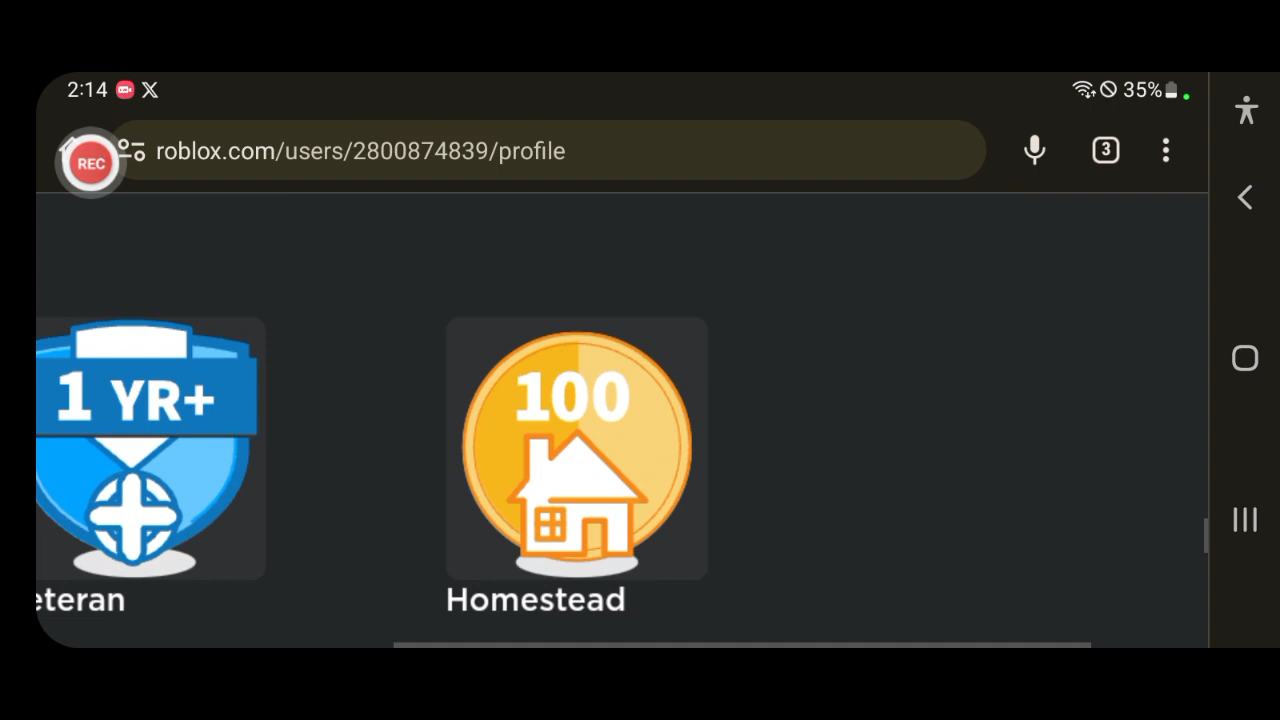 2:14
35%
REC
roblox.com/users/2800874839/profile
3
1 YR+
100
eteran
Homestead